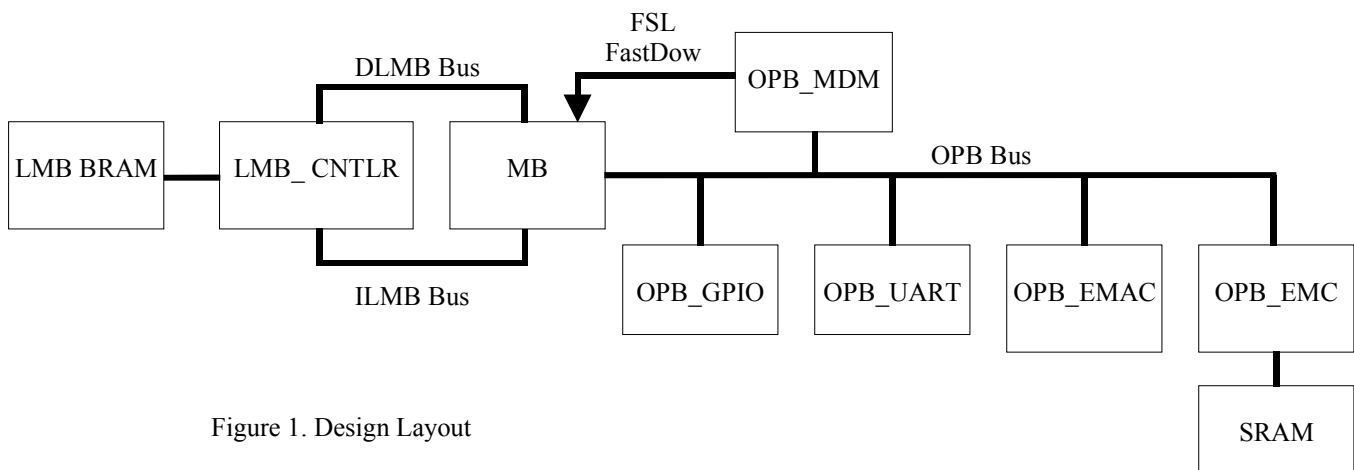 FSL
FastDow
OPB_MDM
DLMB Bus
LMB BRAM
LMB_ CNTLR
MB
OPB Bus
OPB_GPIO
OPB_UART
OPB_EMAC
OPB_EMC
ILMB Bus
SRAM
Figure 1. Design Layout